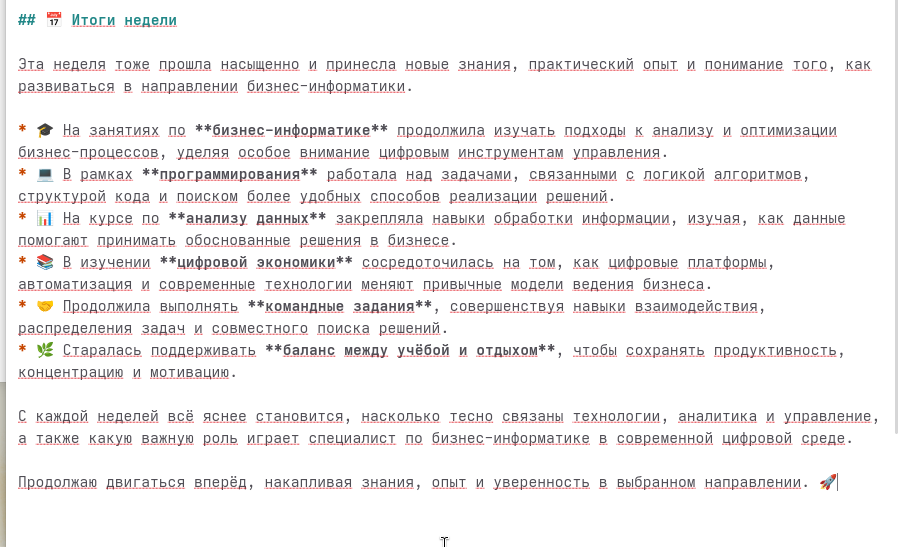 ## 📅 Итоги недели
Эта неделя тоже прошла насыщенно и принесла новые знания, практический опыт и понимание того, как
развиваться в направлении бизнес-информатики.
* 🎓 На занятиях по **бизнес-информатике** продолжила изучать подходы к анализу и оптимизации
бизнес-процессов, уделяя особое внимание цифровым инструментам управления.
* 💻 В рамках **программирования** работала над задачами, связанными с логикой алгоритмов,
структурой кода и поиском более удобных способов реализации решений.
* 📊 На курсе по **анализу данных** закрепляла навыки обработки информации, изучая, как данные
помогают принимать обоснованные решения в бизнесе.
* 📚 В изучении **цифровой экономики** сосредоточилась на том, как цифровые платформы,
автоматизация и современные технологии меняют привычные модели ведения бизнеса.
* 🤝 Продолжила выполнять **командные задания**, совершенствуя навыки взаимодействия,
распределения задач и совместного поиска решений.
* 🌿 Старалась поддерживать **баланс между учёбой и отдыхом**, чтобы сохранять продуктивность,
концентрацию и мотивацию.
С каждой неделей всё яснее становится, насколько тесно связаны технологии, аналитика и управление,
а также какую важную роль играет специалист по бизнес-информатике в современной цифровой среде.
Продолжаю двигаться вперёд, накапливая знания, опыт и уверенность в выбранном направлении. 🚀